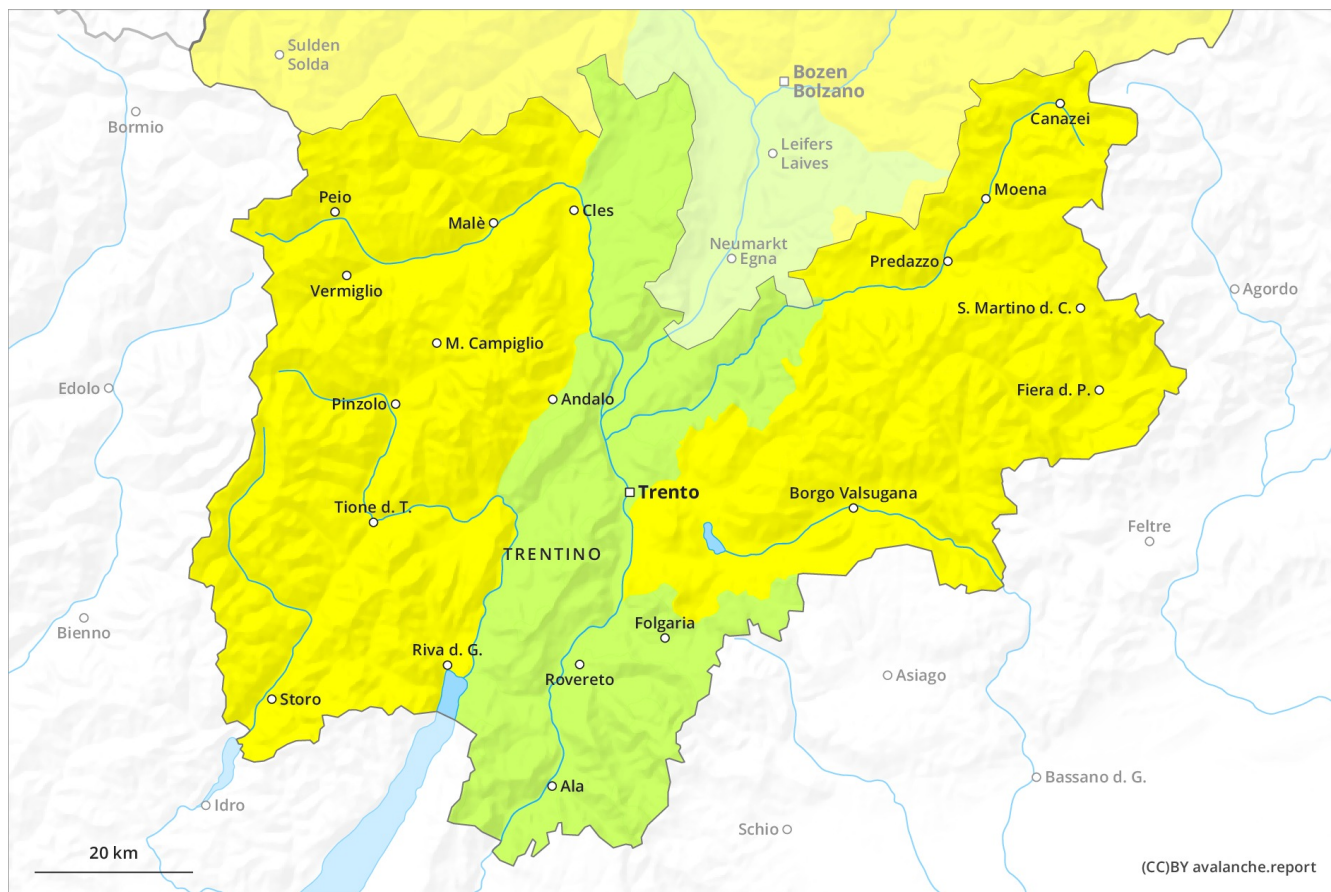 Sulden
Solda
Bozen
Bolzano
Bormio
Canazei
Leifers
Laives
Peio
Malè
Cles
Moena
Neumarkt
Egna
Predazzo
Vermiglio
Agordo
S. Martino d. C.
M. Campiglio
Edolo
Pinzolo
Andalo
Fiera d. P.
Trento
Borgo Valsugana
Tione d. T.
Feltre
TRENTINO
Bienno
Folgaria
Riva d. G.
Rovereto
Asiago
Storo
Bassano d. G.
Ala
Idro
Schio
20 km
(CC)BY avalanche.report